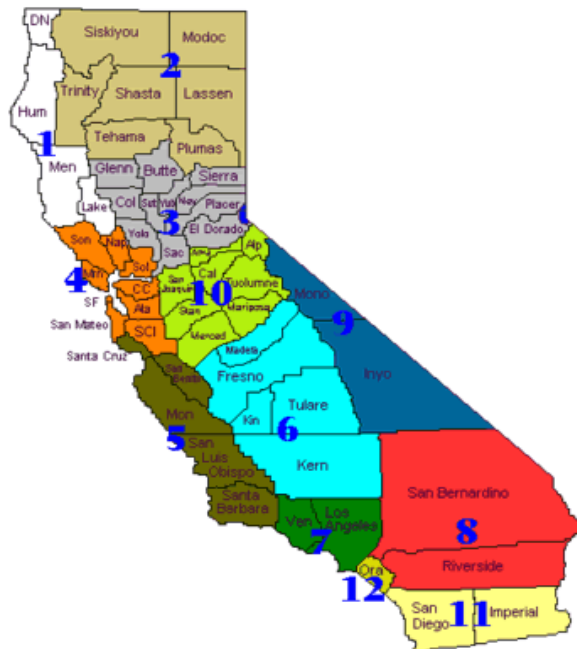 DN
Siskiyou
Modoc
2
Trinity
Shasta
Lassen
Hum
1
Tehama
Plumas
Men
Glenn
Butte
Sierra
Lake
Col
Sut
Yub
Nev
Placer
3
Yolo
El Dorado
Sac
Alp
Son
Nap
Sol
Mrn
4
CC
Cal
Tuolumne
San
Joaquin
10
SF
Ala
Stan
Mariposa
Mono
San Mateo
SCl
Merced
9
Santa Cruz
San
Benito
Madera
Fresno
Inyo
Mon
Kin
Tulare
5
6
San
Luis
Obispo
Kern
Santa
Barbara
San Bernardino
Ven
Los
Angeles
7
8
Ora
Riverside
12
San
Diego
11
Imperial